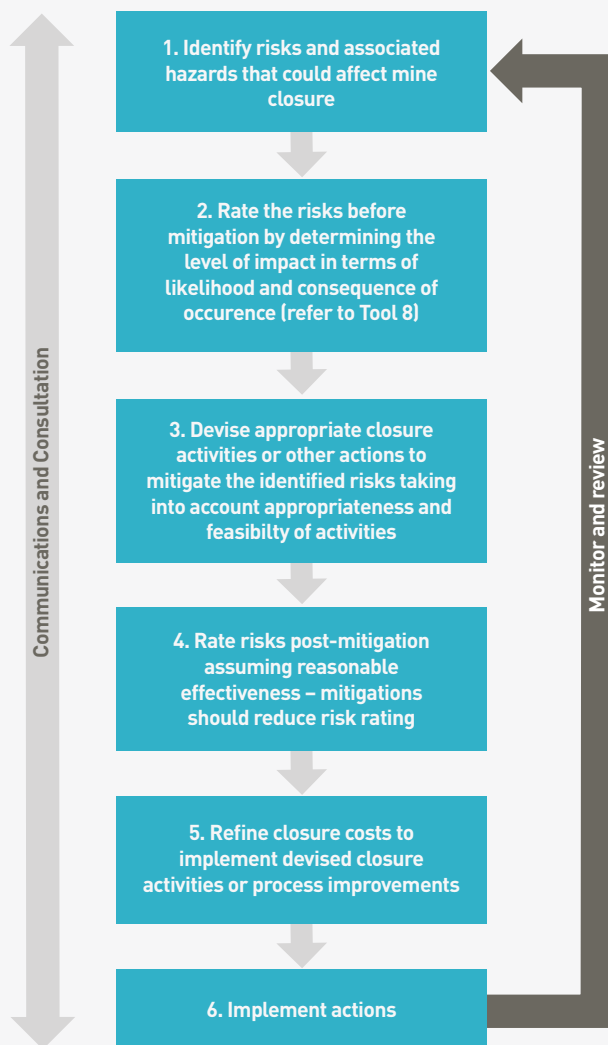 1. Identify risks and associated
hazards that could affect mine
closure
2. Rate the risks before
mitigation by determining the
level of impact in terms of
likelihood and consequence of
occurence (refer to Tool 8)
3. Devise appropriate closure
activities or other actions to
mitigate the identified risks taking
into account appropriateness and
feasibilty of activities
4. Rate risks post-mitigation
assuming reasonable
effectiveness – mitigations
should reduce risk rating
5. Refine closure costs to
implement devised closure
activities or process improvements
6. Implement actions
Communications and Consultation
Monitor and review